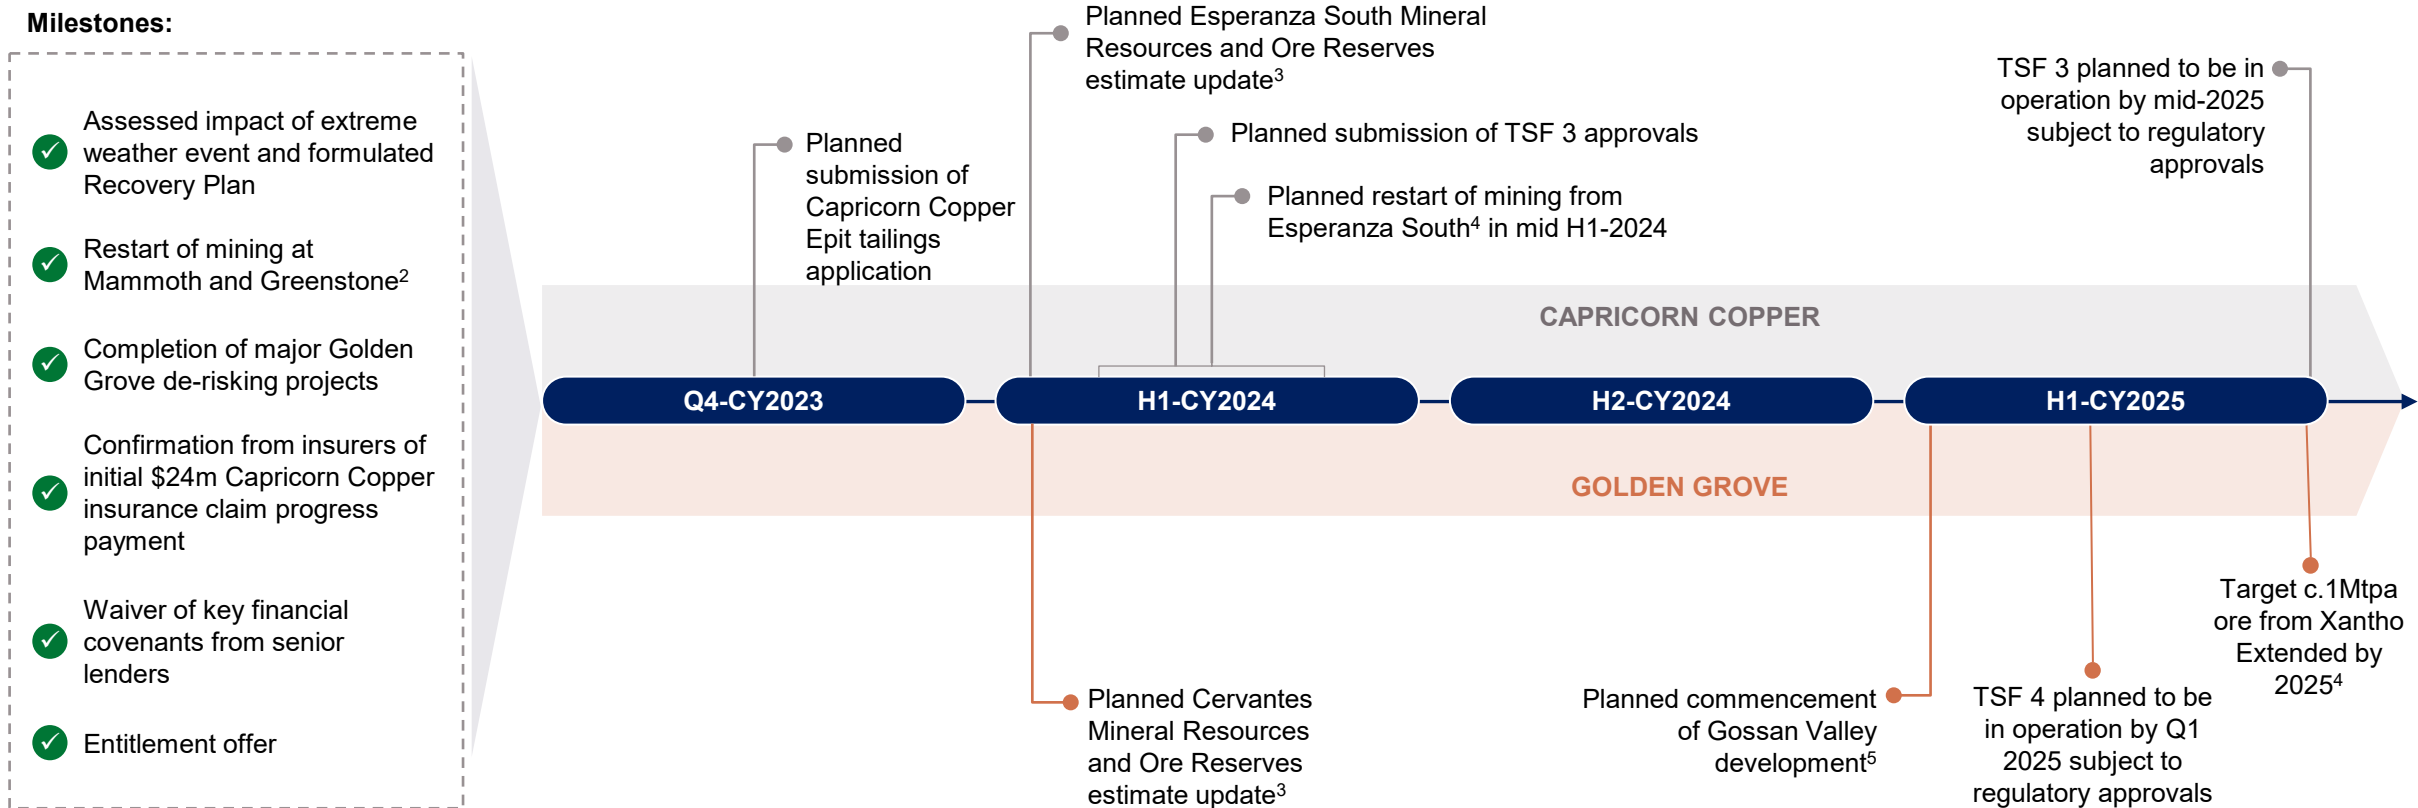 Milestones:
Assessed impact of extreme
weather event and formulated
Recovery Plan
Restart of mining at
Mammoth and Greenstone²
Completion of major Golden
Grove de-risking projects
Confirmation from insurers of
initial $24m Capricorn Copper
insurance claim progress
payment
Waiver of key financial
covenants from senior
lenders
Entitlement offer
Planned
submission of
Capricorn Copper
Epit tailings
application
Planned Esperanza South Mineral
Resources and Ore Reserves
estimate update³
Planned submission of TSF 3 approvals
Planned restart of mining from
Esperanza South⁴ in mid H1-2024
TSF 3 planned to be in
operation by mid-2025
subject to regulatory
approvals
CAPRICORN COPPER
Q4-CY2023
H1-CY2024
H2-CY2024
H1-CY2025
GOLDEN GROVE
Planned Cervantes
Mineral Resources
and Ore Reserves
estimate update³
Planned commencement
of Gossan Valley
development⁵
TSF 4 planned to be
in operation by Q1
2025 subject to
regulatory approvals
Target c.1Mtpa
ore from Xantho
Extended by
2025⁴